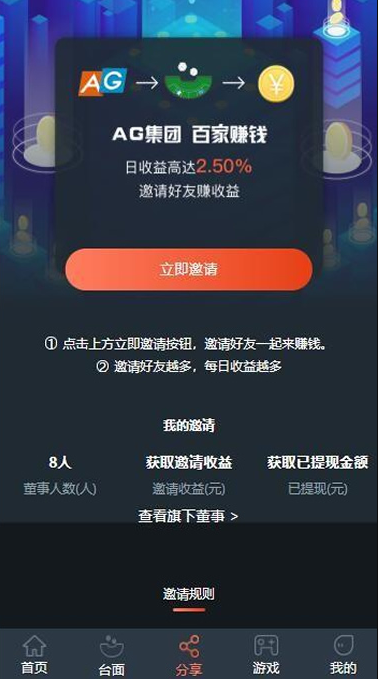 AG
¥
AG集团 百家赚钱
日收益高达2.50%
邀请好友赚收益
立即邀请
① 点击上方立即邀请按钮，邀请好友一起来赚钱。
② 邀请好友越多，每日收益越多
我的邀请
8人 获取邀请收益 获取已提现金额
董事人数(人) 邀请收益(元) 已提现(元)
查看旗下董事 >
邀请规则
首页 台面 分享 游戏 我的